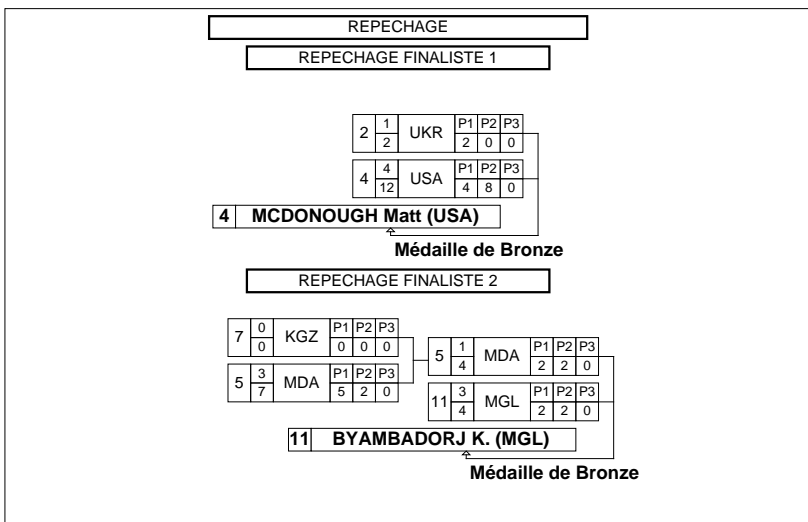 REPECHAGE
REPECHAGE FINALISTE 1
2 1 UKR P1 P2 P3
2 2 0 0
4 4 USA P1 P2 P3
12 4 8 0
4 MCDONOUGH Matt (USA)
Médaille de Bronze
REPECHAGE FINALISTE 2
7 0 KGZ P1 P2 P3
0 0 0 0
5 1 MDA P1 P2 P3
4 2 2 0
5 3 MDA P1 P2 P3
7 5 2 0
11 3 MGL P1 P2 P3
4 2 2 0
11 BYAMBADORJ K. (MGL)
Médaille de Bronze